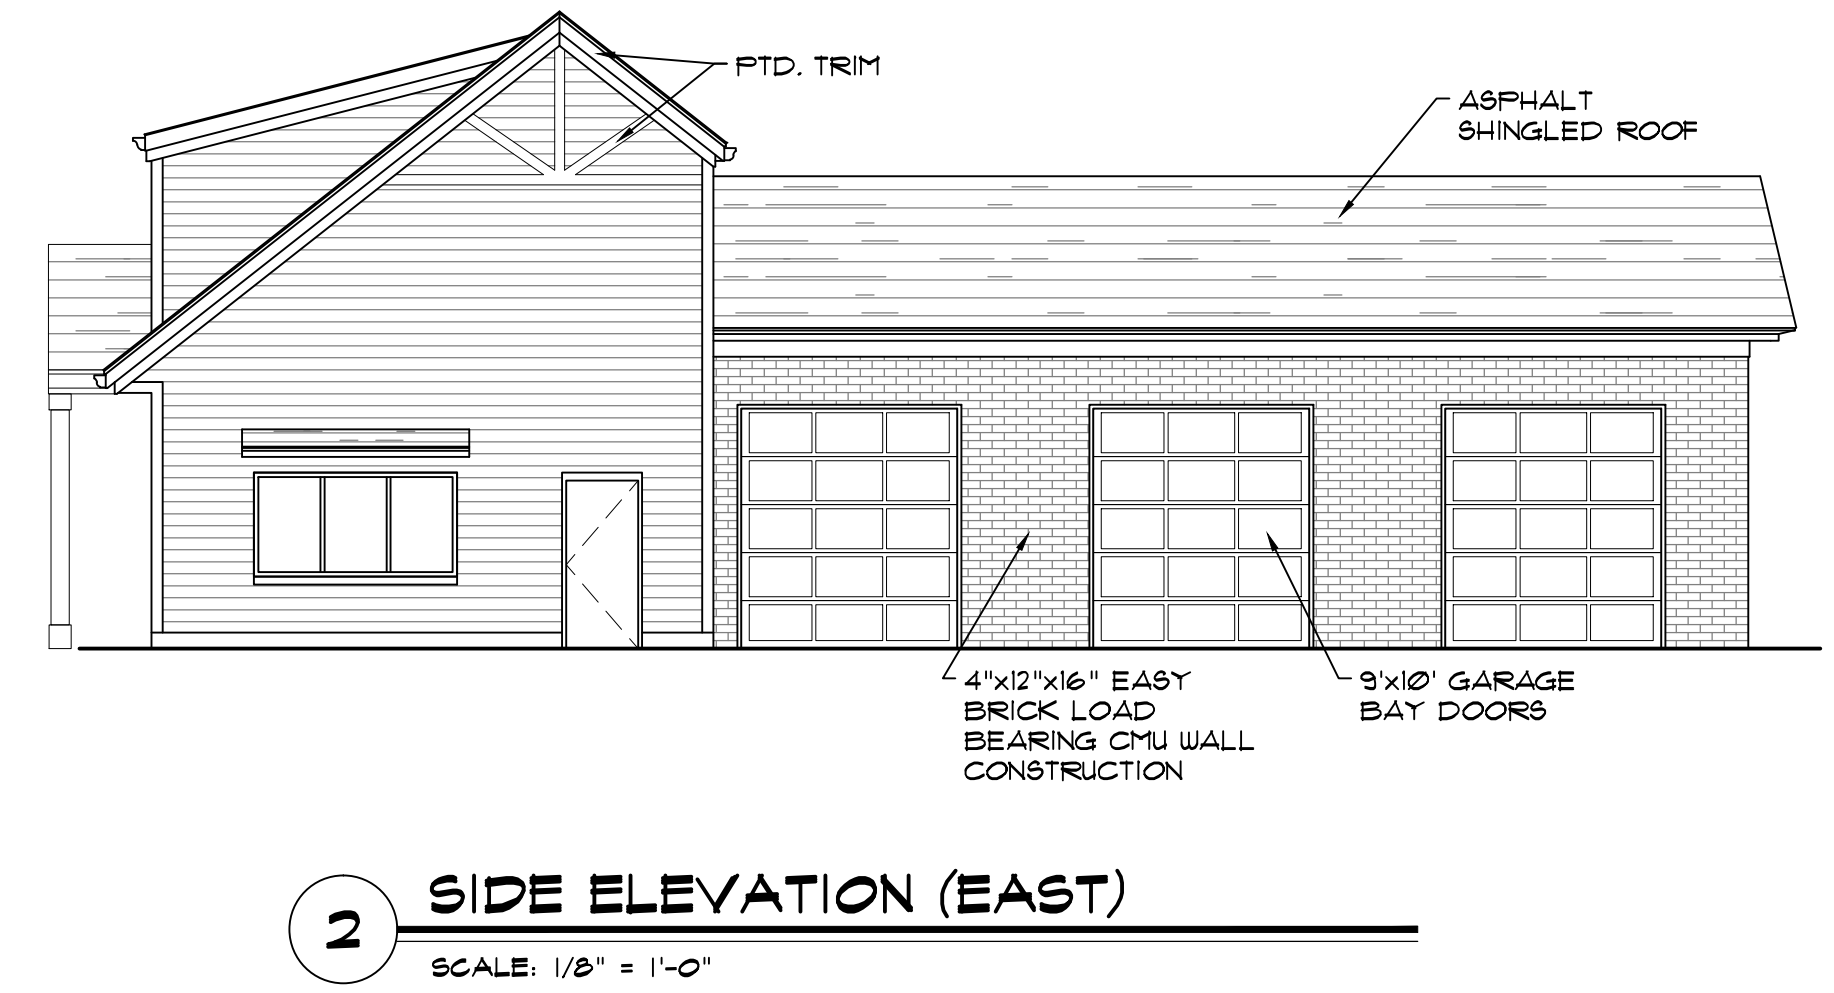 PTD. TRIM
ASPHALT
SHINGLED ROOF
4"x12"x16" EASY
BRICK LOAD
BEARING CMU WALL
CONSTRUCTION
9'x10' GARAGE
BAY DOORS
2
SIDE ELEVATION (EAST)
SCALE: 1/8" = 1'-0"